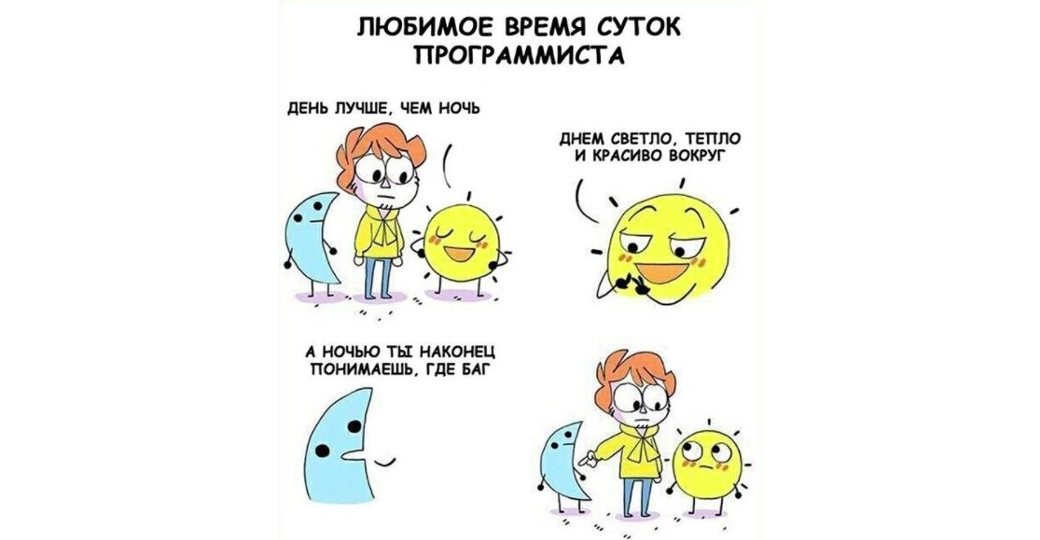 ЛЮБИМОЕ ВРЕМЯ СУТОК
ПРОГРАММИСТА
ДЕНЬ ЛУЧШЕ, ЧЕМ НОЧЬ
ДНЕМ СВЕТЛО, ТЕПЛО
И КРАСИВО ВОКРУГ
А НОЧЬЮ ТЫ НАКОНЕЦ
ПОНИМАЕШЬ, ГДЕ БАГ